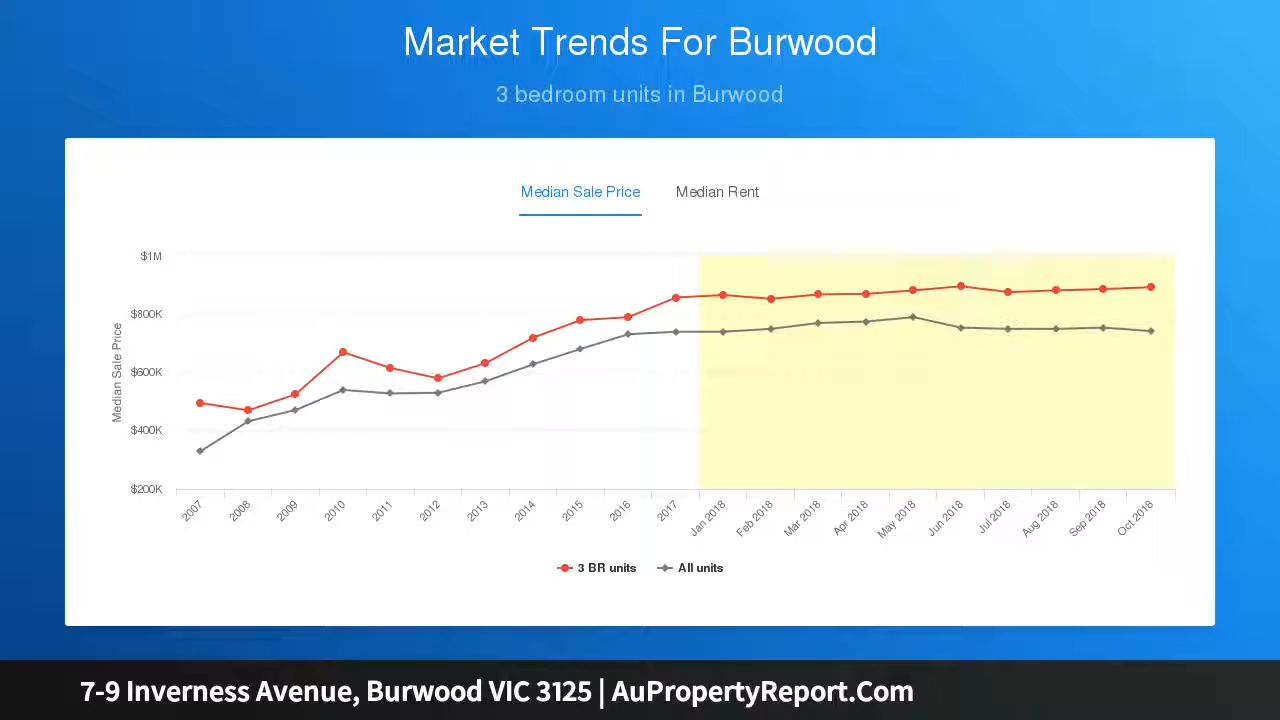 Market Trends For Burwood
3 bedroom units in Burwood
Median Sale Price Median Rent
$1M
$800K
$600K
$400K
$200K
Median Sale Price
2007 2008 2009 2010 2011 2012 2013 2014 2015 2016 2017 Jan 2018 Feb 2018 Mar 2018 Apr 2018 May 2018 Jun 2018 Jul 2018 Aug 2018 Sep 2018 Oct 2018
3 BR units All units
7-9 Inverness Avenue, Burwood VIC 3125 | AuPropertyReport.Com